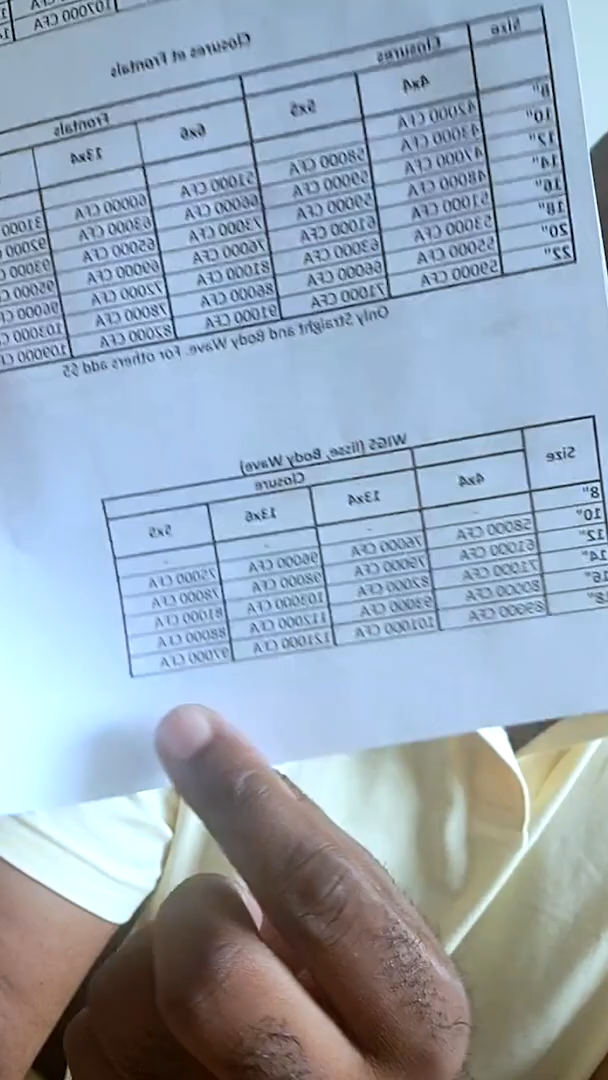 107000 CFA
Closures et Frontals
Size Closures Frontals
4x4 5x5 6x6 13x4
8" 42000 CFA
10" 43000 CFA 58000 CFA 51000 CFA 60000 CFA
12" 47000 CFA 59000 CFA 66000 CFA 63000 CFA
14" 48000 CFA 59000 CFA 73000 CFA 65000 CFA
16" 51000 CFA 61000 CFA 76000 CFA 69000 CFA
18" 53000 CFA 63000 CFA 81000 CFA 72000 CFA
20" 55000 CFA 66000 CFA 86000 CFA 78000 CFA
22" 59000 CFA 71000 CFA 91000 CFA 82000 CFA
Only Straight and Body Wave. For others add $5
WIGS (lisse, Body Wave)
Size Closure
4x4 13x4 13x6 5x5
8" - - - -
10" 58000 CFA 76000 CFA 96000 CFA 75000 CFA
12" 61000 CFA 79000 CFA 98000 CFA 78000 CFA
14" 71000 CFA 82000 CFA 103000 CFA 81000 CFA
16" 80000 CFA 93000 CFA 112000 CFA 88000 CFA
18" 89000 CFA 101000 CFA 121000 CFA 97000 CFA